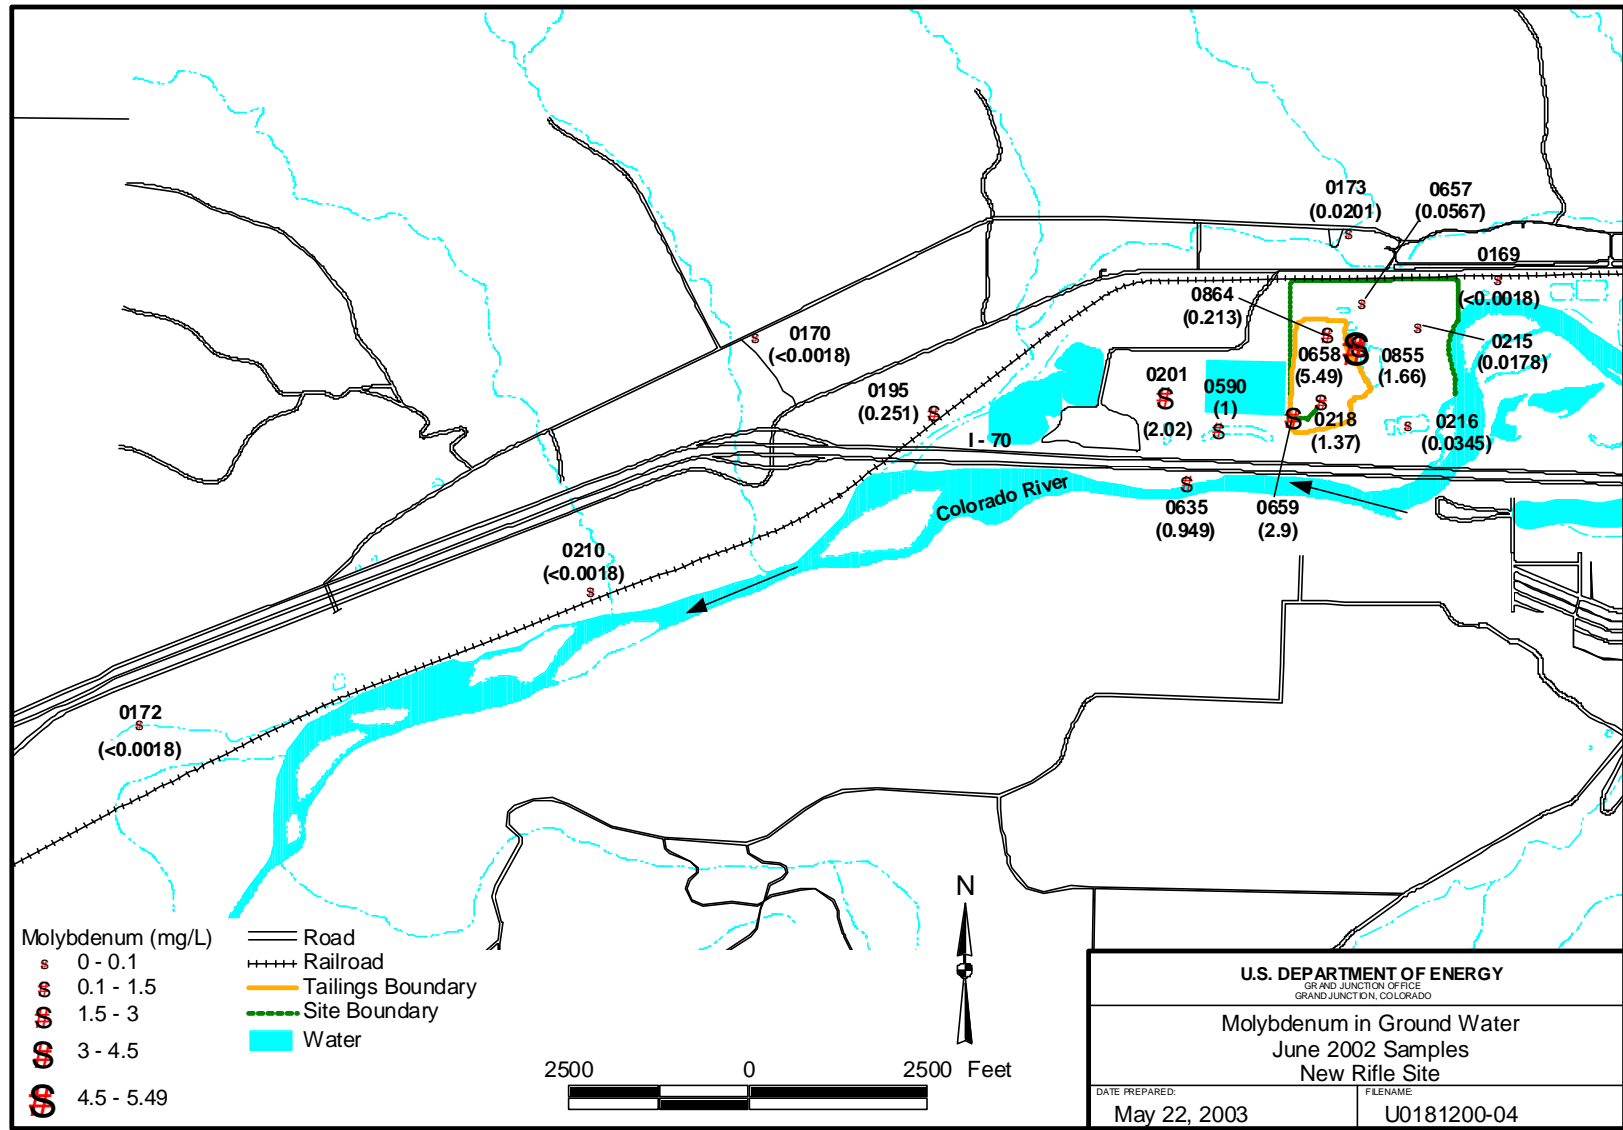 0173
(0.0201)
0657
(0.0567)
0169
(<0.0018)
0864
(0.213)
0170
(<0.0018)
0658
(5.49)
0855
(1.66)
0215
(0.0178)
0201
(2.02)
0590
(1)
0195
(0.251)
0218
(1.37)
0216
(0.0345)
I - 70
Colorado River
0635
(0.949)
0659
(2.9)
0210
(<0.0018)
0172
(<0.0018)
Molybdenum (mg/L)
0 - 0.1
0.1 - 1.5
1.5 - 3
3 - 4.5
4.5 - 5.49
Road
Railroad
Tailings Boundary
Site Boundary
Water
N
2500 0 2500 Feet
U.S. DEPARTMENT OF ENERGY
GRAND JUNCTION OFFICE
GRAND JUNCTION, COLORADO
Molybdenum in Ground Water
June 2002 Samples
New Rifle Site
DATE PREPARED:
May 22, 2003
FILENAME:
U0181200-04